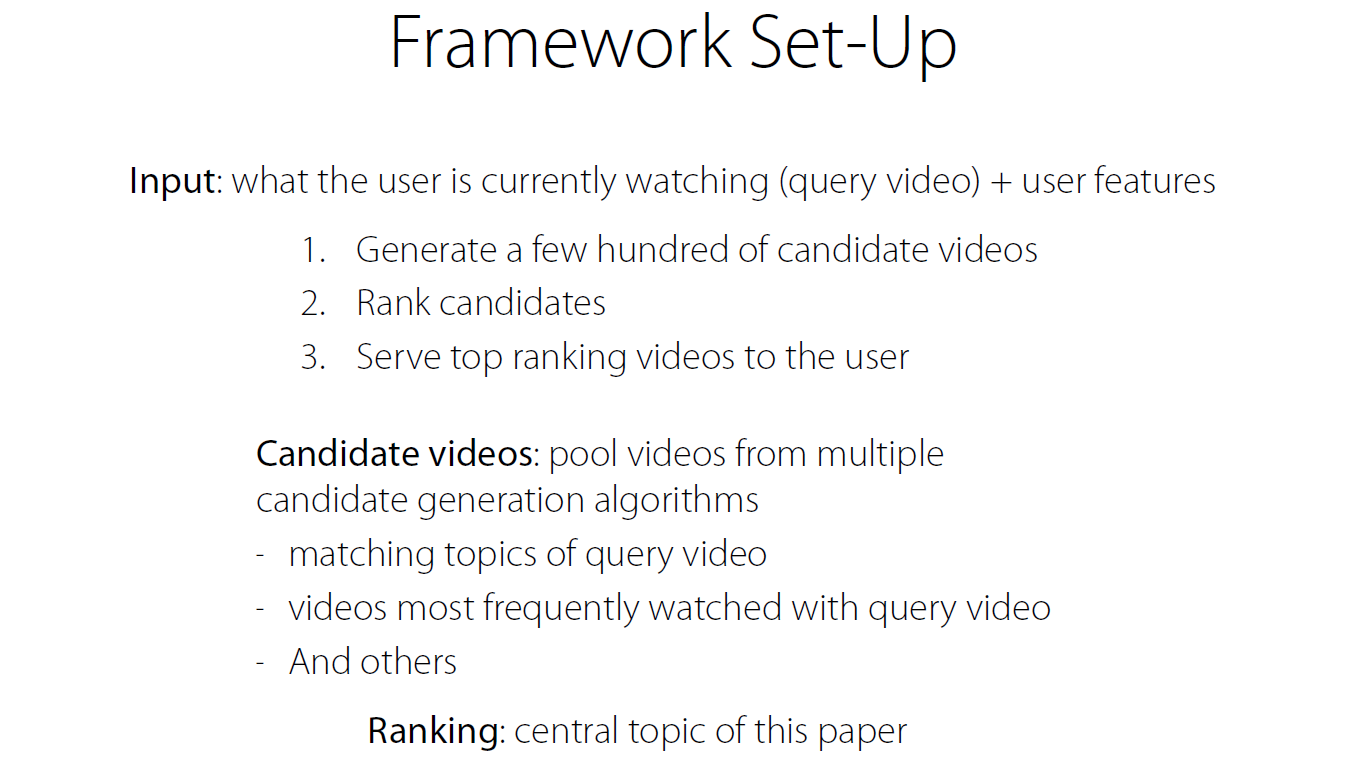 Framework Set-Up
Input: what the user is currently watching (query video) + user features
1. Generate a few hundred of candidate videos
2. Rank candidates
3. Serve top ranking videos to the user
Candidate videos: pool videos from multiple
candidate generation algorithms
- matching topics of query video
- videos most frequently watched with query video
- And others
Ranking: central topic of this paper